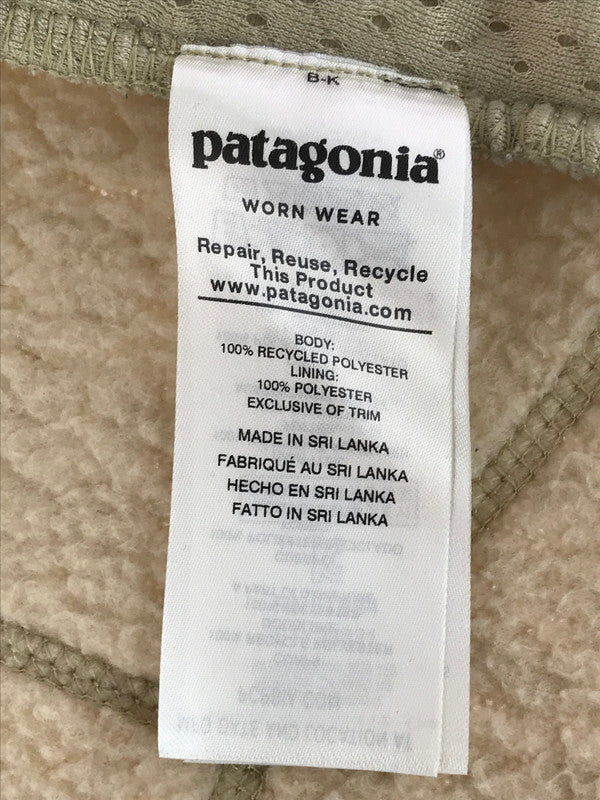 B-K
patagonia®
WORN WEAR
Repair, Reuse, Recycle
This Product
www.patagonia.com
BODY:
100% RECYCLED POLYESTER
LINING:
100% POLYESTER
EXCLUSIVE OF TRIM
MADE IN SRI LANKA
FABRIQUÉ AU SRI LANKA
HECHO EN SRI LANKA
FATTO IN SRI LANKA